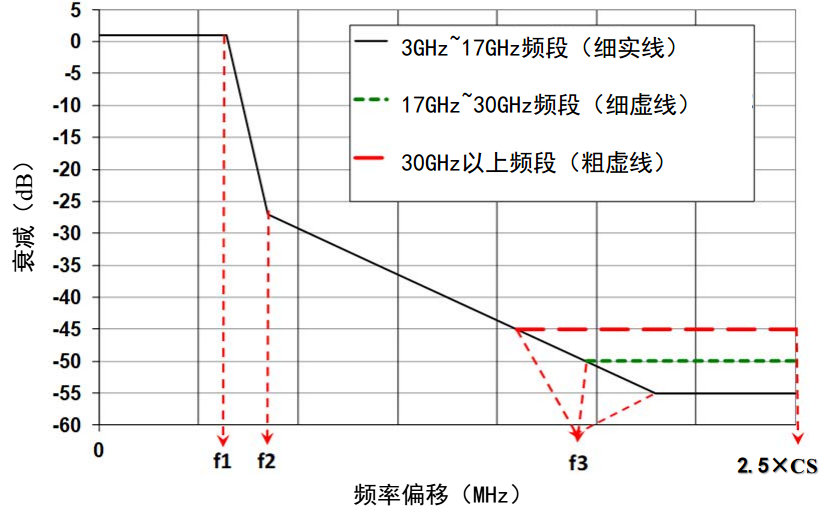 5
0
-5
-10
-15
-20
-25
-30
-35
-40
-45
-50
-55
-60
衰减（dB）
3GHz~17GHz频段（细实线）
17GHz~30GHz频段（细虚线）
30GHz以上频段（粗虚线）
0
f1
f2
f3
2.5×CS
频率偏移（MHz）